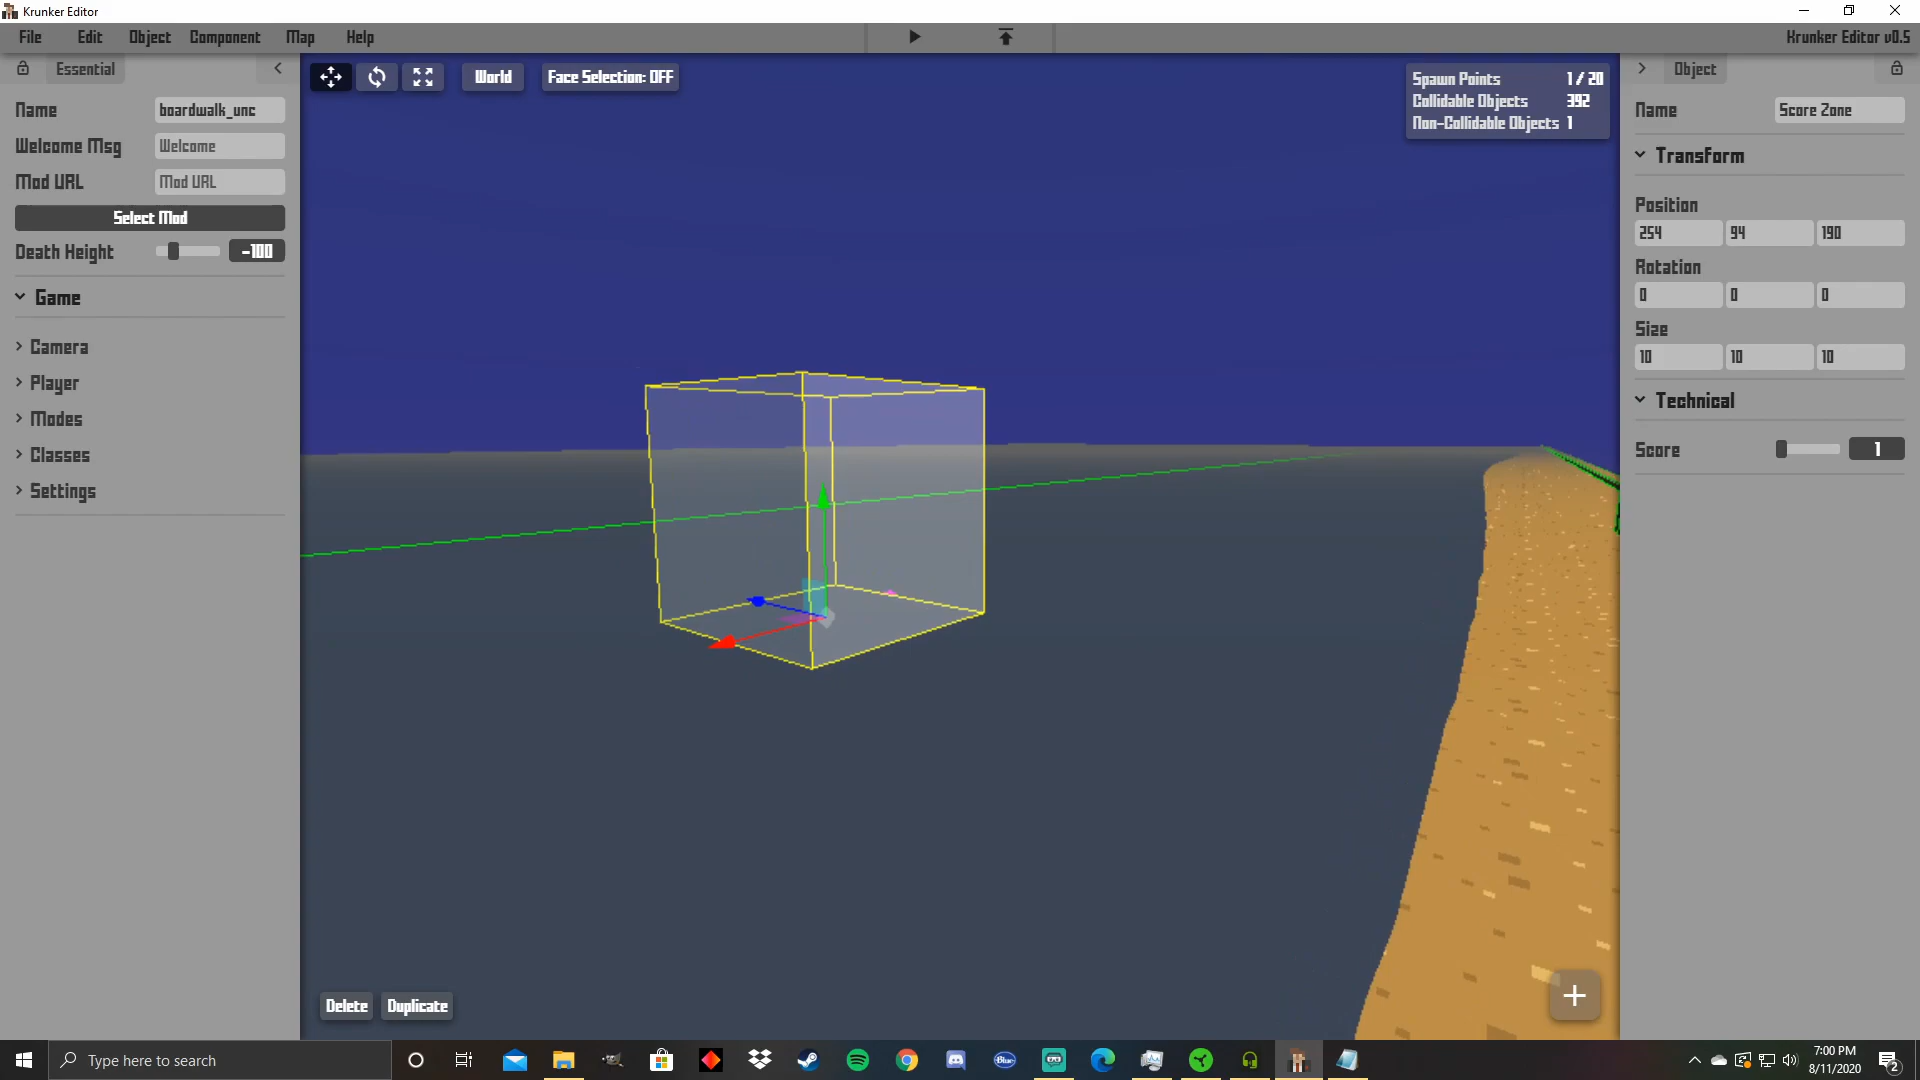 Krunker Editor
File Edit Object Component Map Help
Krunker Editor v0.5
Essential
Name boardwalk_unc
Welcome Msg Welcome
Mod URL Mod URL
Select Mod
Death Height -100
Game
Camera
Player
Modes
Classes
Settings
World Face Selection: OFF
Spawn Points 1 / 20
Collidable Objects 392
Non-Collidable Objects 1
Delete Duplicate
+
Object
Name Score Zone
Transform
Position
254 94 190
Rotation
0 0 0
Size
10 10 10
Technical
Score 1
Type here to search
Blue
7:00 PM
8/11/2020
2